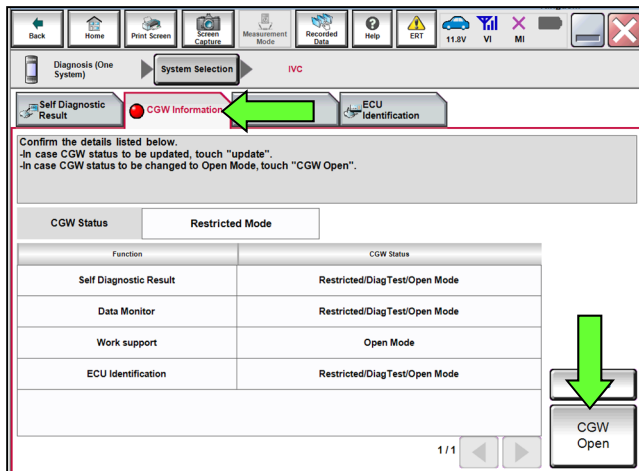 Back
Home
Print Screen
Screen
Capture
Measurement
Mode
Recorded
Data
Help
ERT
11.8V
VI
MI
Diagnosis (One
System)
System Selection
IVC
Self Diagnostic
Result
CGW Information
ECU
Identification
Confirm the details listed below.
-In case CGW status to be updated, touch "update".
-In case CGW status to be changed to Open Mode, touch "CGW Open".
CGW Status
Restricted Mode
Function
CGW Status
Self Diagnostic Result
Restricted/DiagTest/Open Mode
Data Monitor
Restricted/DiagTest/Open Mode
Work support
Open Mode
ECU Identification
Restricted/DiagTest/Open Mode
CGW
Open
1/1